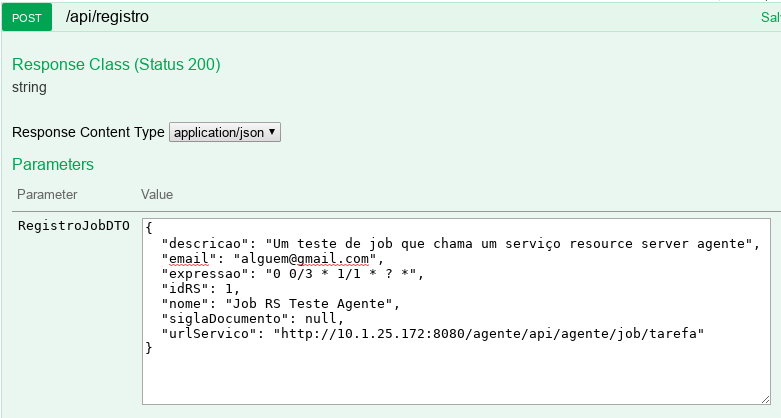 POST /api/registro Sal
Response Class (Status 200)
string
Response Content Type application/json
Parameters
Parameter Value
RegistroJobDTO
{
"descricao": "Um teste de job que chama um serviço resource server agente",
"email": "alguem@gmail.com",
"expressao": "0 0/3 * 1/1 * ? *",
"idRS": 1,
"nome": "Job RS Teste Agente",
"siglaDocumento": null,
"urlServico": "http://10.1.25.172:8080/agente/api/agente/job/tarefa"
}